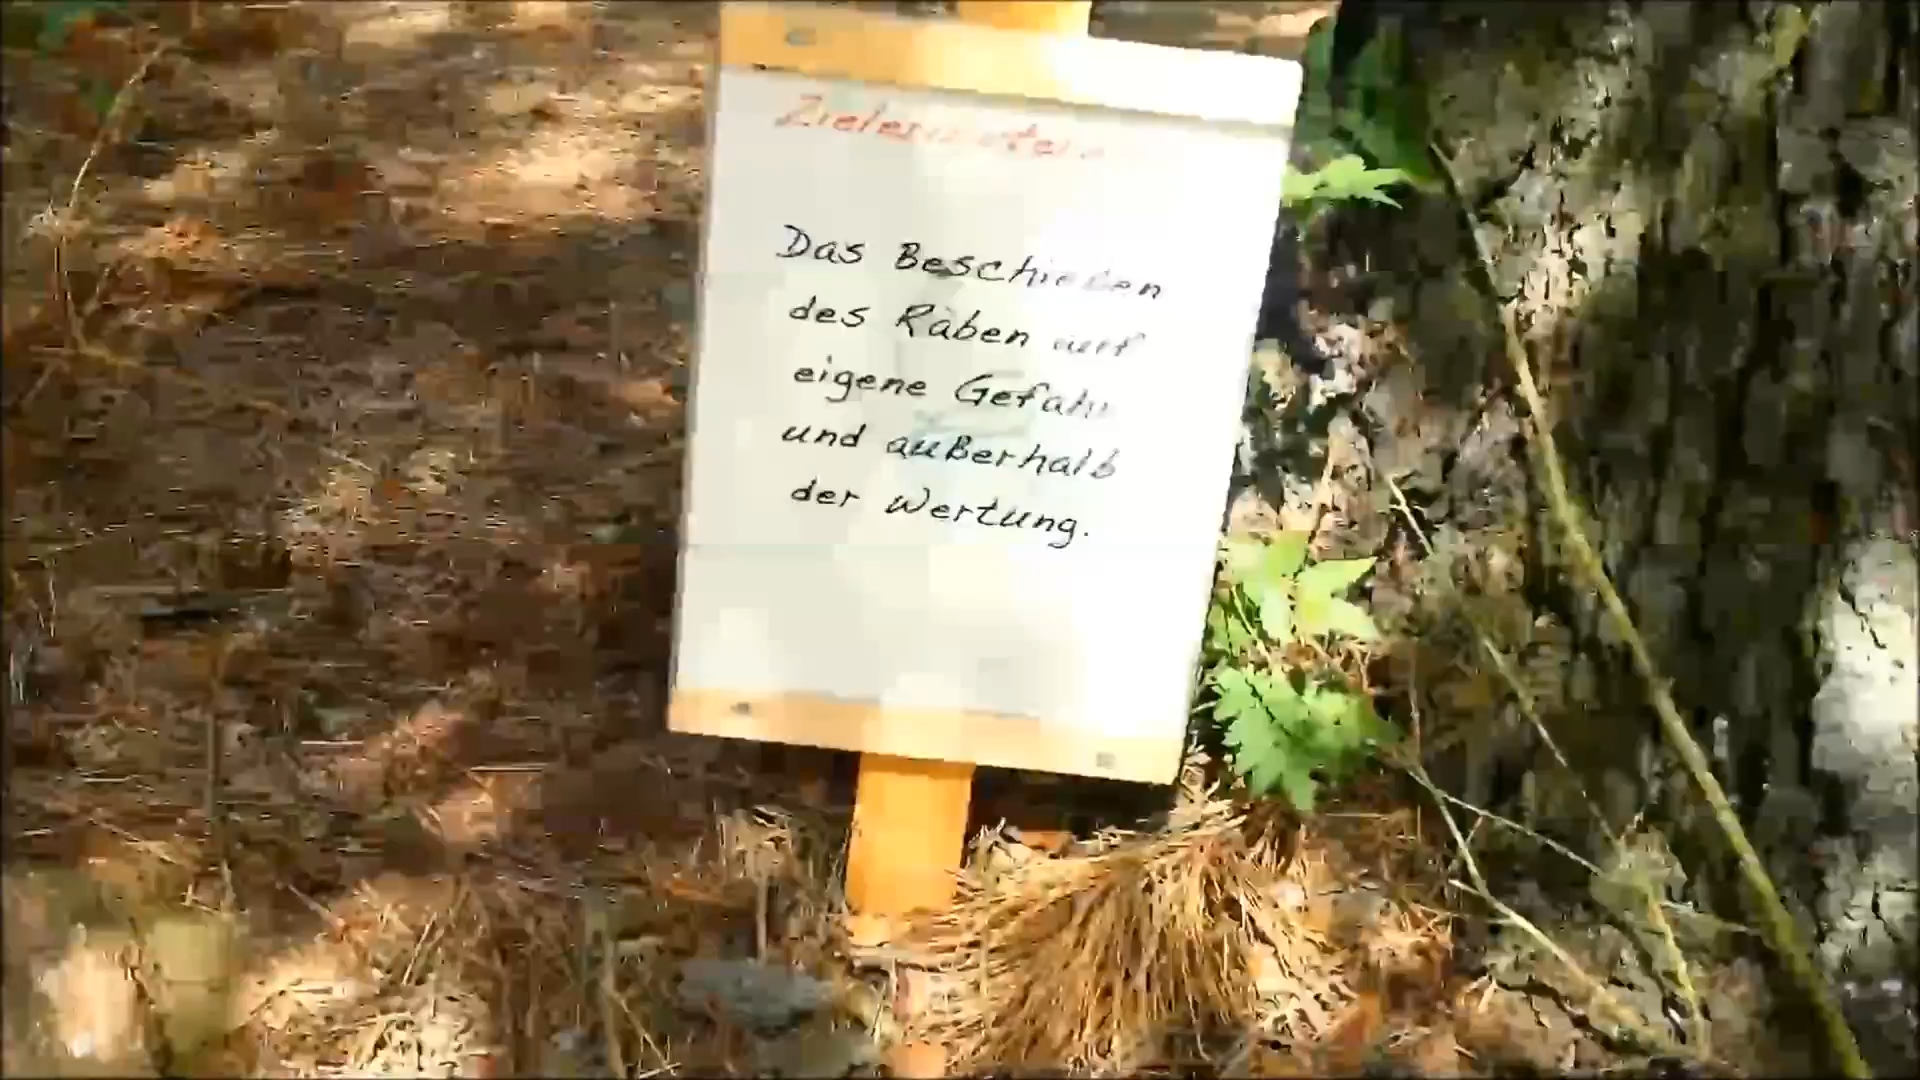 Das Beschießen
des Raben auf
eigene Gefahr
und außerhalb
der Wertung.